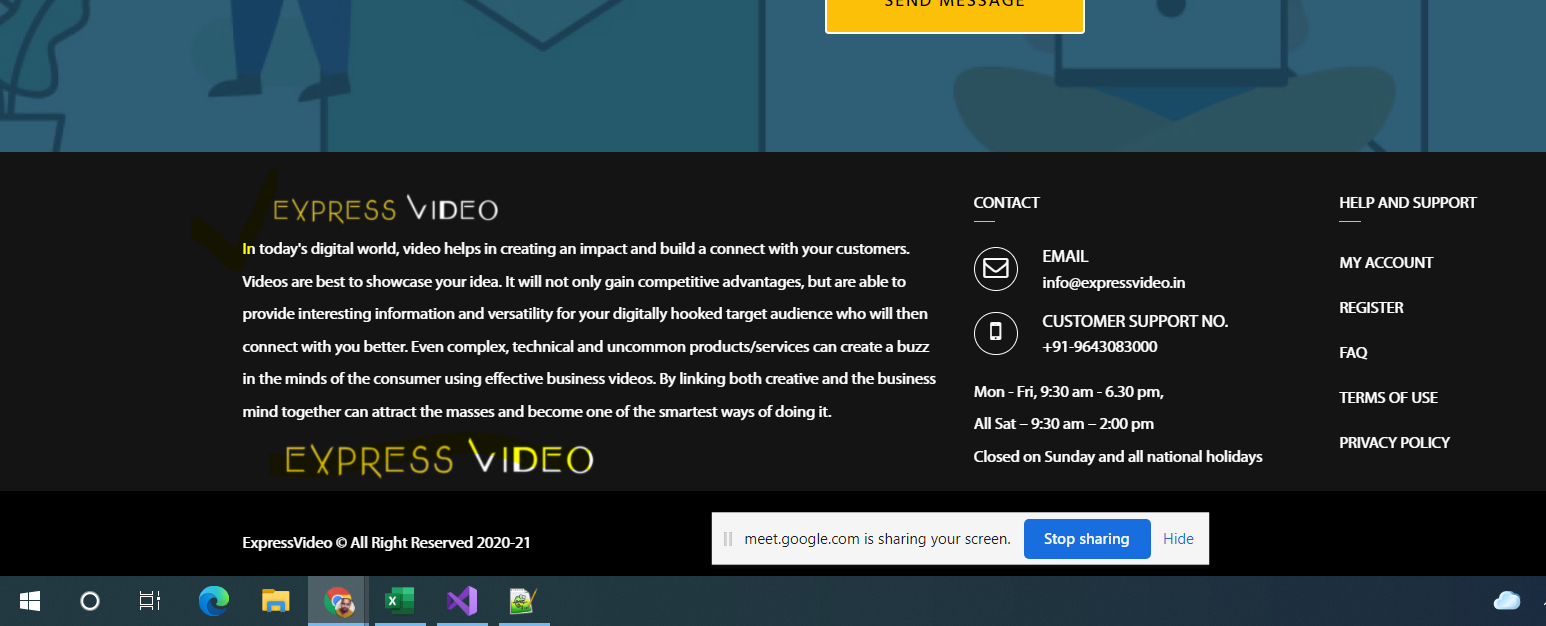 SEND MESSAGE
EXPRESS VIDEO
In today's digital world, video helps in creating an impact and build a connect with your customers.
Videos are best to showcase your idea. It will not only gain competitive advantages, but are able to
provide interesting information and versatility for your digitally hooked target audience who will then
connect with you better. Even complex, technical and uncommon products/services can create a buzz
in the minds of the consumer using effective business videos. By linking both creative and the business
mind together can attract the masses and become one of the smartest ways of doing it.
EXPRESS VIDEO
CONTACT
EMAIL
info@expressvideo.in
CUSTOMER SUPPORT NO.
+91-9643083000
Mon - Fri, 9:30 am - 6.30 pm,
All Sat – 9:30 am – 2:00 pm
Closed on Sunday and all national holidays
HELP AND SUPPORT
MY ACCOUNT
REGISTER
FAQ
TERMS OF USE
PRIVACY POLICY
ExpressVideo © All Right Reserved 2020-21
meet.google.com is sharing your screen.
Stop sharing
Hide